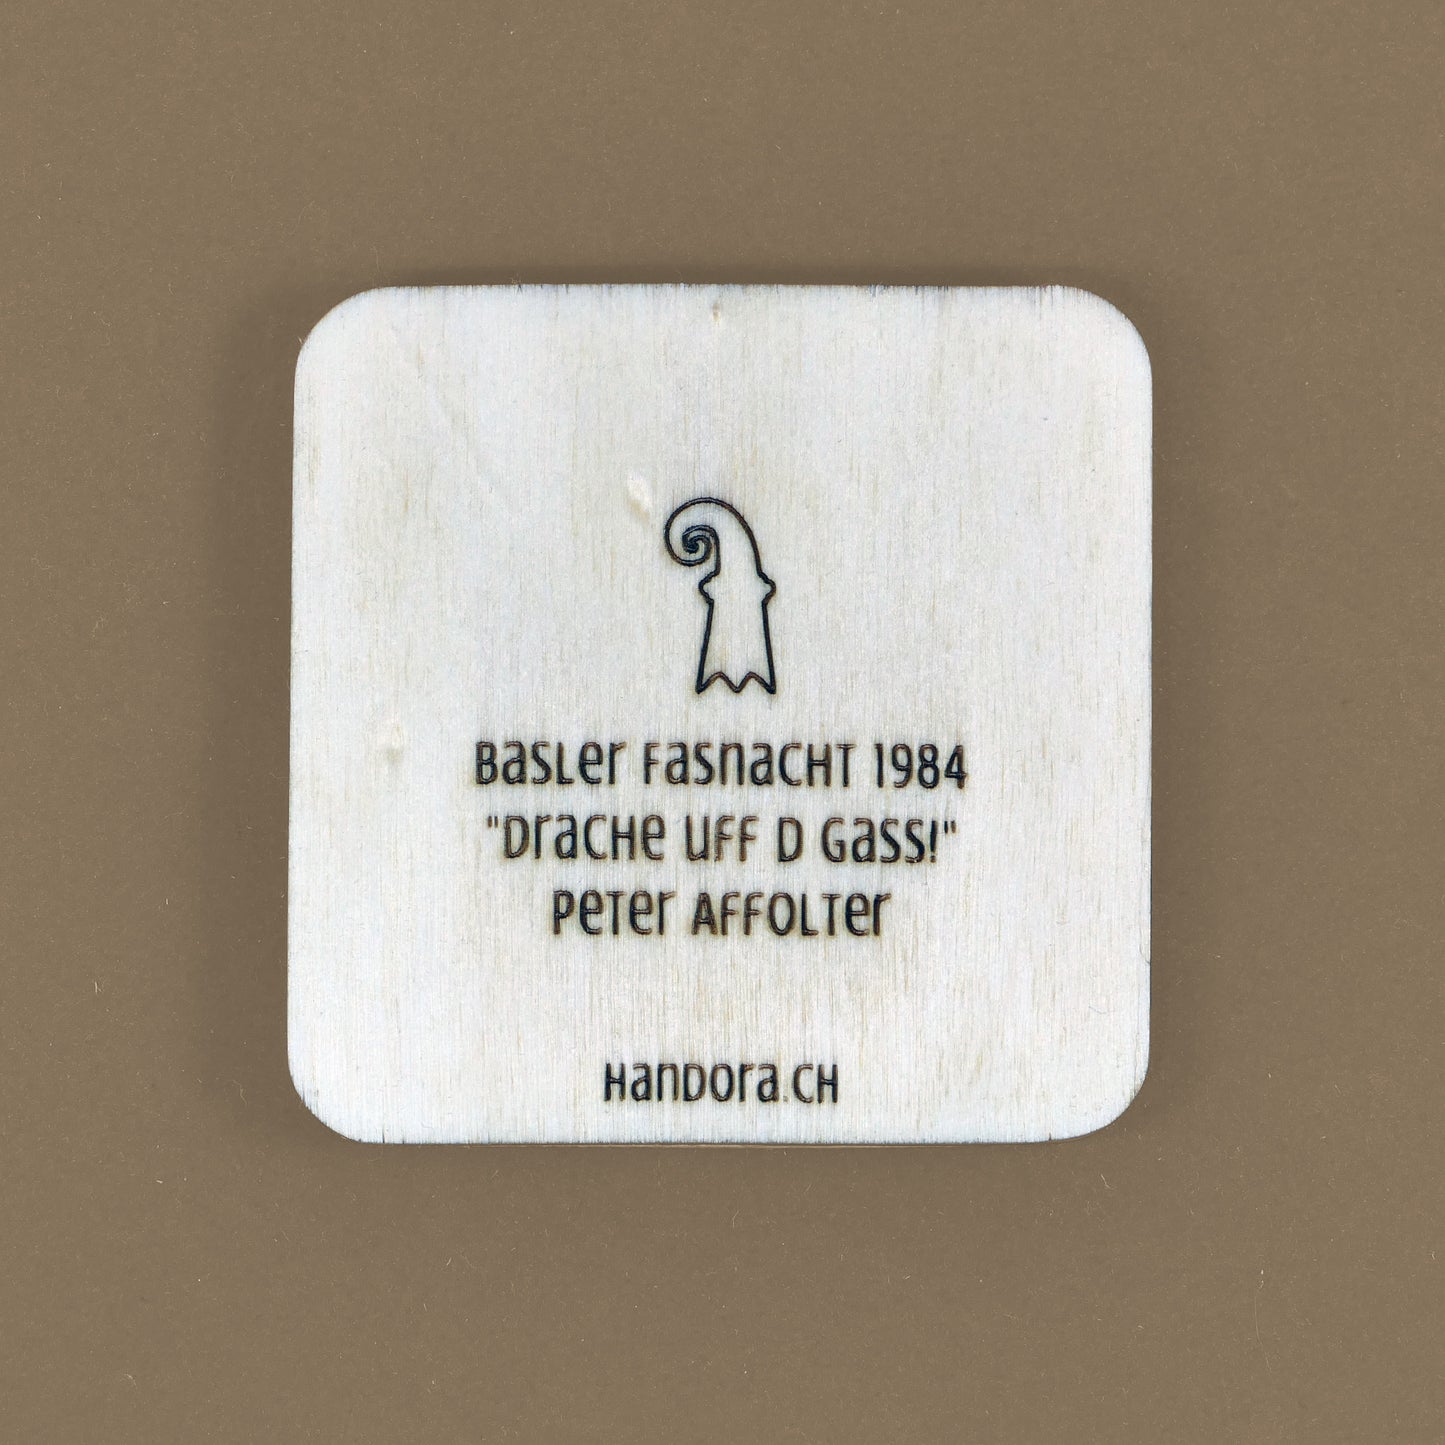 Basler Fasnacht 1984
"Drache uff d Gass!"
Peter Affolter
Handora.ch